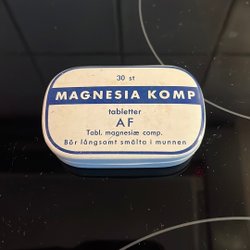 30 st
MAGNESIA KOMP
tabletter
AF
Tabl. magnesiæ comp.
Bör långsamt smälta i munnen